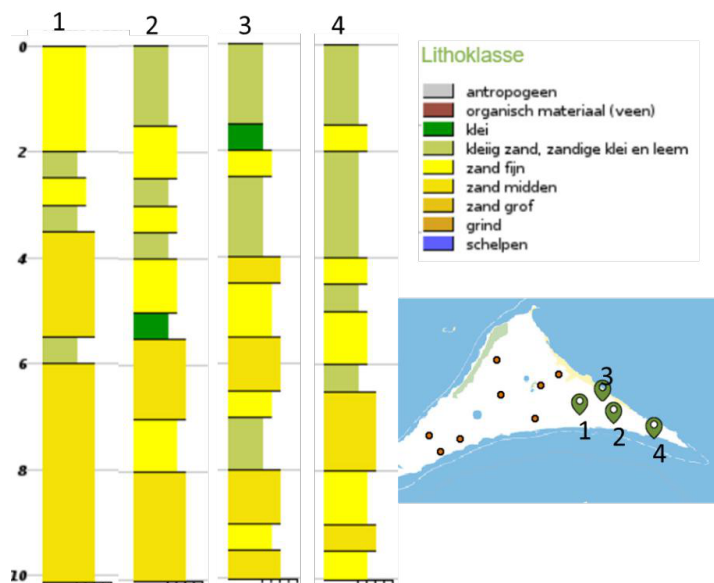 1 2 3 4
0
2
4
6
8
10
Lithoklasse
antropogeen
organisch materiaal (veen)
klei
kleiig zand, zandige klei en leem
zand fijn
zand midden
zand grof
grind
schelpen
3
1 2
4